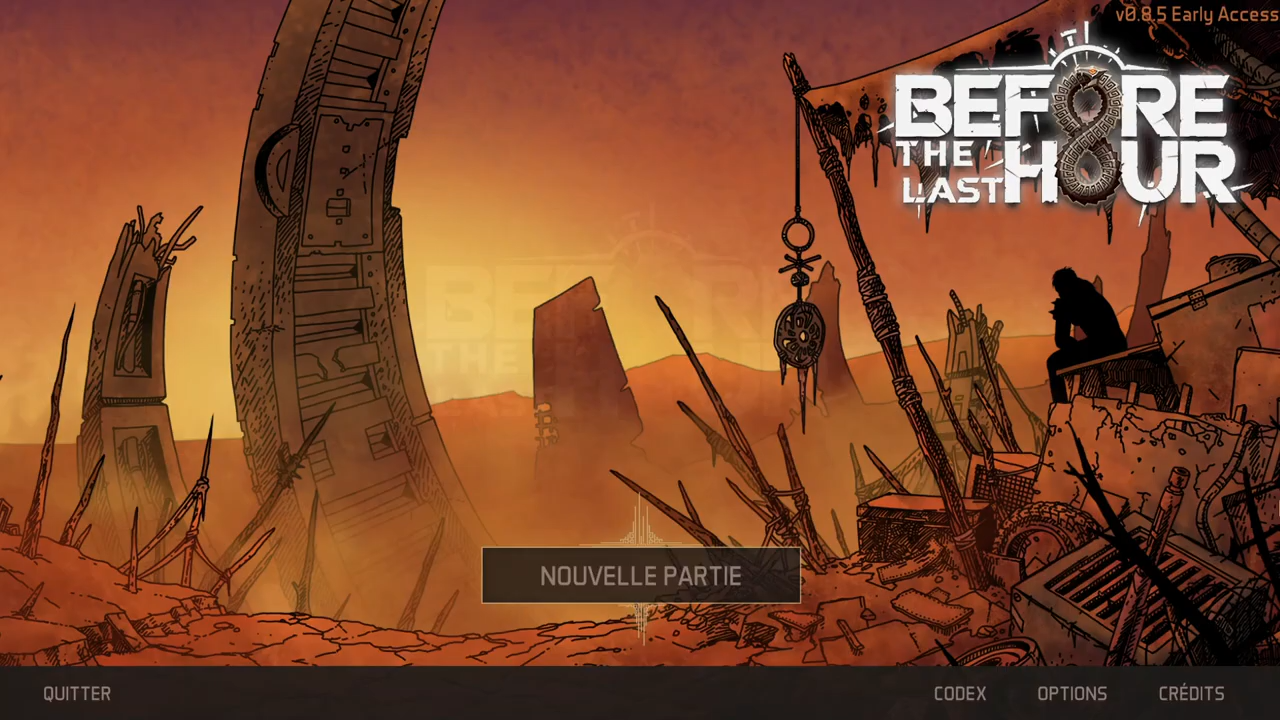 v0.8.5 Early Access
BEFORE
THE
LAST HOUR
NOUVELLE PARTIE
QUITTER
CODEX
OPTIONS
CRÉDITS